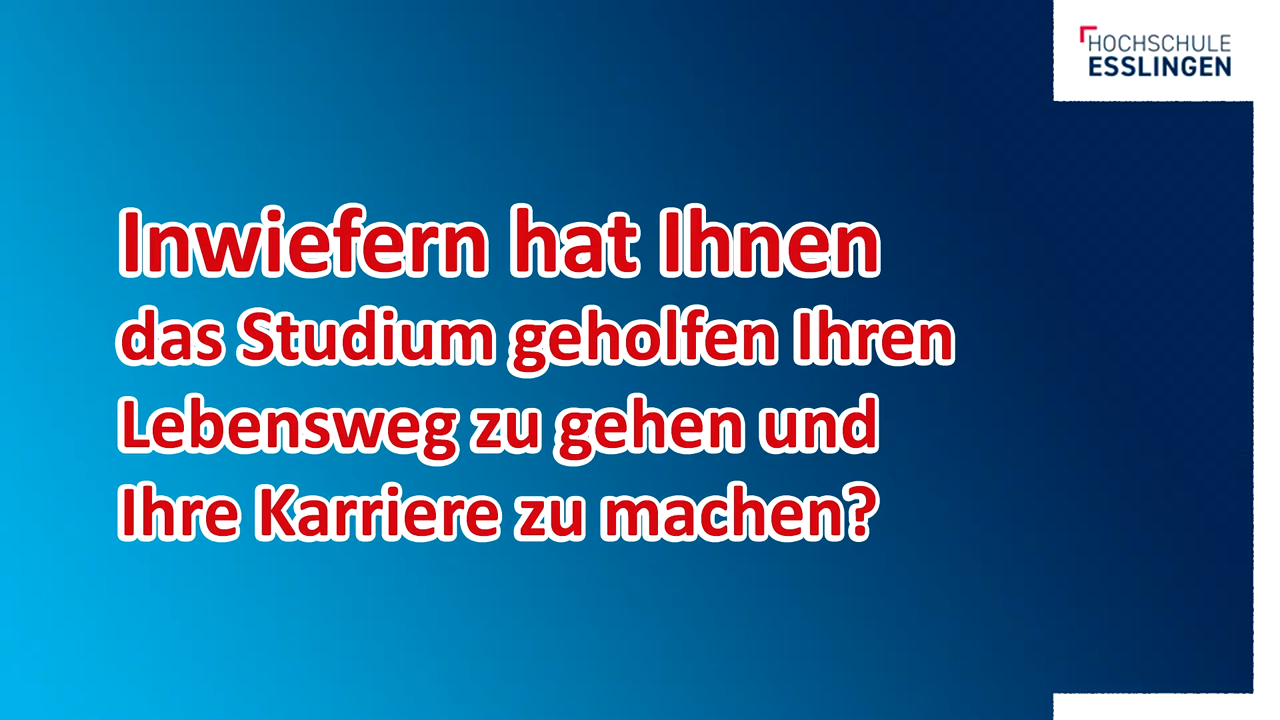 HOCHSCHULE
ESSLINGEN
Inwiefern hat Ihnen
das Studium geholfen Ihren
Lebensweg zu gehen und
Ihre Karriere zu machen?